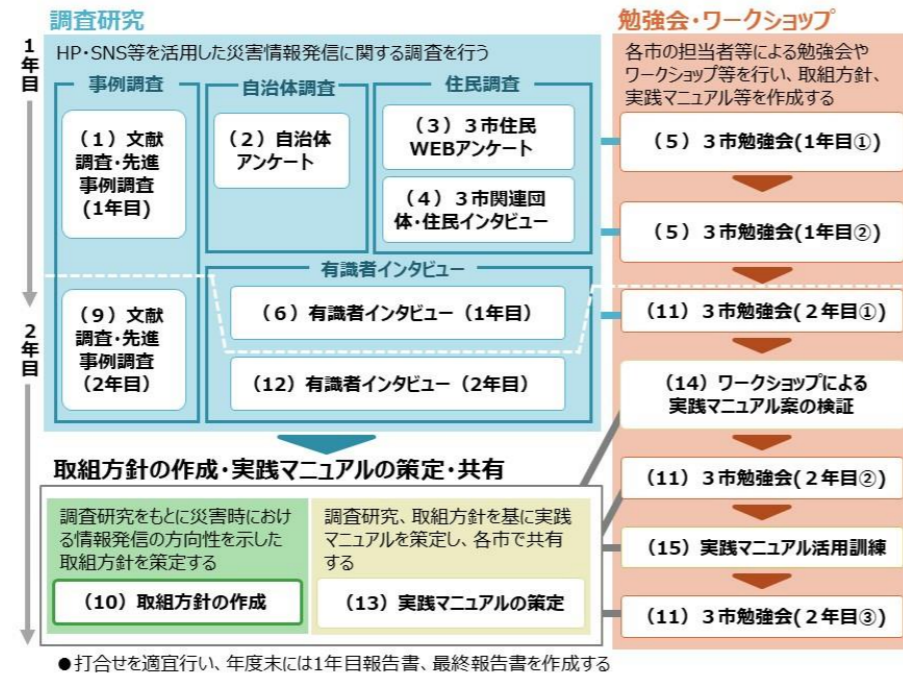 調査研究
1年目
2年目
HP・SNS等を活用した災害情報発信に関する調査を行う
事例調査
(1)文献
調査・先進
事例調査
(1年目)
(9)文献
調査・先進
事例調査
(2年目)
自治体調査
(2)自治体
アンケート
住民調査
(3)3市住民
WEBアンケート
(4)3市関連団
体・住民インタビュー
有識者インタビュー
(6)有識者インタビュー(1年目)
(12)有識者インタビュー(2年目)
取組方針の作成・実践マニュアルの策定・共有
調査研究をもとに災害時におけ
る情報発信の方向性を示した
取組方針を策定する
(10)取組方針の作成
調査研究、取組方針を基に実践
マニュアルを策定し、各市で共有
する
(13)実践マニュアルの策定
勉強会・ワークショップ
各市の担当者等による勉強会や
ワークショップ等を行い、取組方針、
実践マニュアル等を作成する
(5)3市勉強会(1年目①)
(5)3市勉強会(1年目②)
(11)3市勉強会(2年目①)
(14)ワークショップによる
実践マニュアル案の検証
(11)3市勉強会(2年目②)
(15)実践マニュアル活用訓練
(11)3市勉強会(2年目③)
●打合せを適宜行い、年度末には1年目報告書、最終報告書を作成する